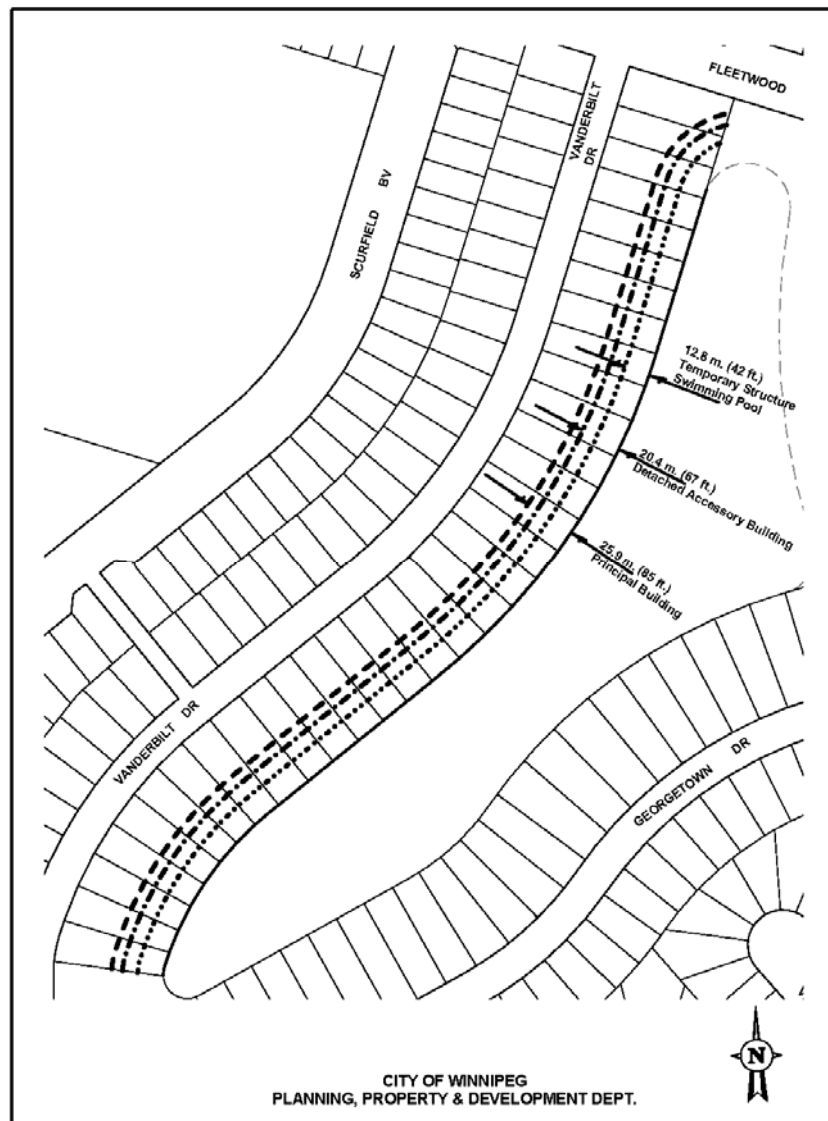 FLEETWOOD
VANDERBILT
DR
SCURFIELD BV
12.8 m. (42 ft.)
Temporary Structure
Swimming Pool
20.4 m. (67 ft.)
Detached Accessory Building
25.9 m. (85 ft.)
Principal Building
VANDERBILT DR
GEORGETOWN DR
N
CITY OF WINNIPEG
PLANNING, PROPERTY & DEVELOPMENT DEPT.